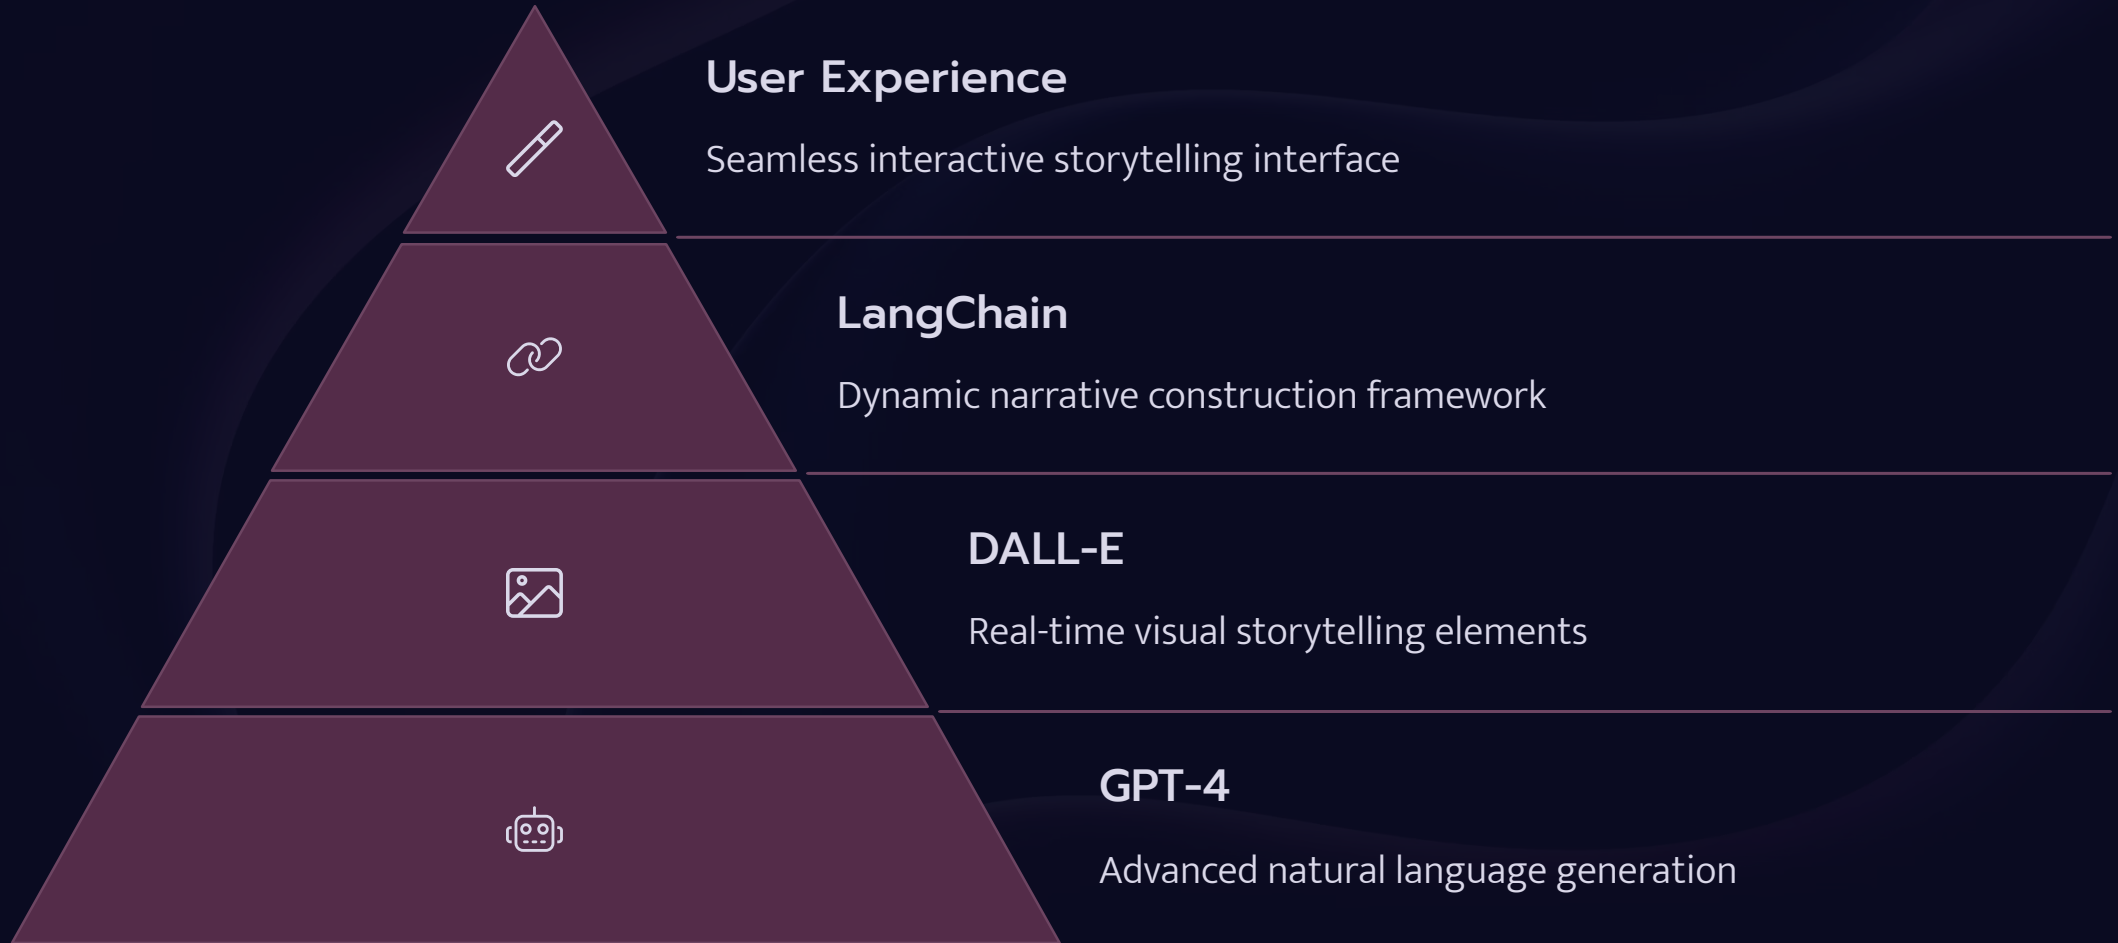 User Experience
Seamless interactive storytelling interface
LangChain
Dynamic narrative construction framework
DALL-E
Real-time visual storytelling elements
GPT-4
Advanced natural language generation